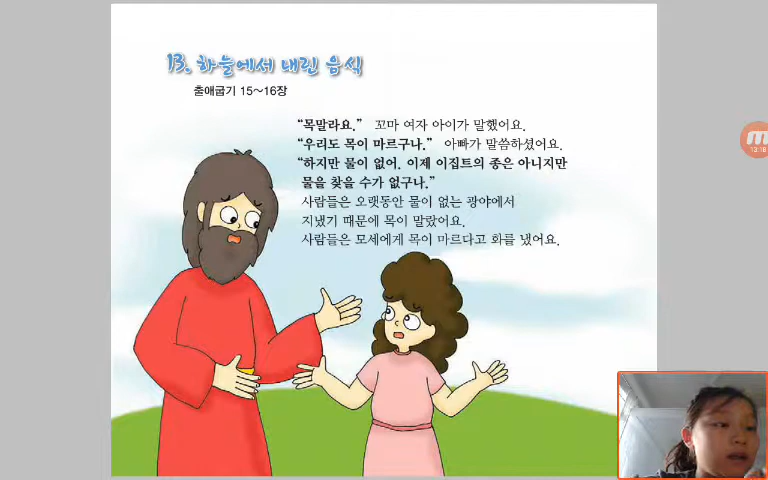 13. 하늘에서 내린 음식
출애굽기 15~16장
“목말라요.” 꼬마 여자 아이가 말했어요.
“우리도 목이 마르구나.” 아빠가 말씀하셨어요.
“하지만 물이 없어. 이제 이집트의 종은 아니지만
물을 찾을 수가 없구나.”
사람들은 오랫동안 물이 없는 광야에서
지냈기 때문에 목이 말랐어요.
사람들은 모세에게 목이 마르다고 화를 냈어요.
M
13:18